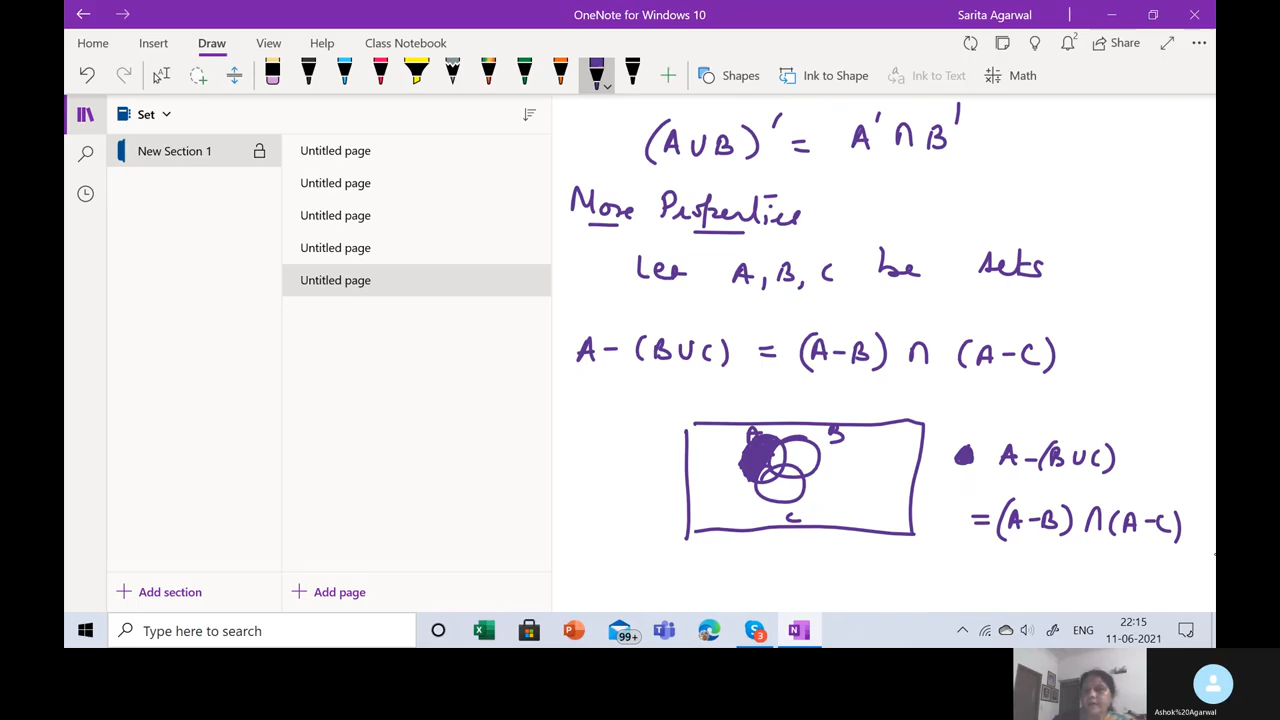 OneNote for Windows 10
Sarita Agarwal
Home Insert Draw View Help Class Notebook
Share
Shapes Ink to Shape Ink to Text Math
Set
New Section 1
Untitled page
Untitled page
Untitled page
Untitled page
Untitled page
Add section
Add page
(A∪B)' = A' ∩ B'
More Properties
Let A, B, C be sets
A - (B∪C) = (A-B) ∩ (A-C)
A B
C
A-(B∪C)
=(A-B) ∩(A-C)
Type here to search
99+
3
ENG
22:15
11-06-2021
Ashok%20Agarwal